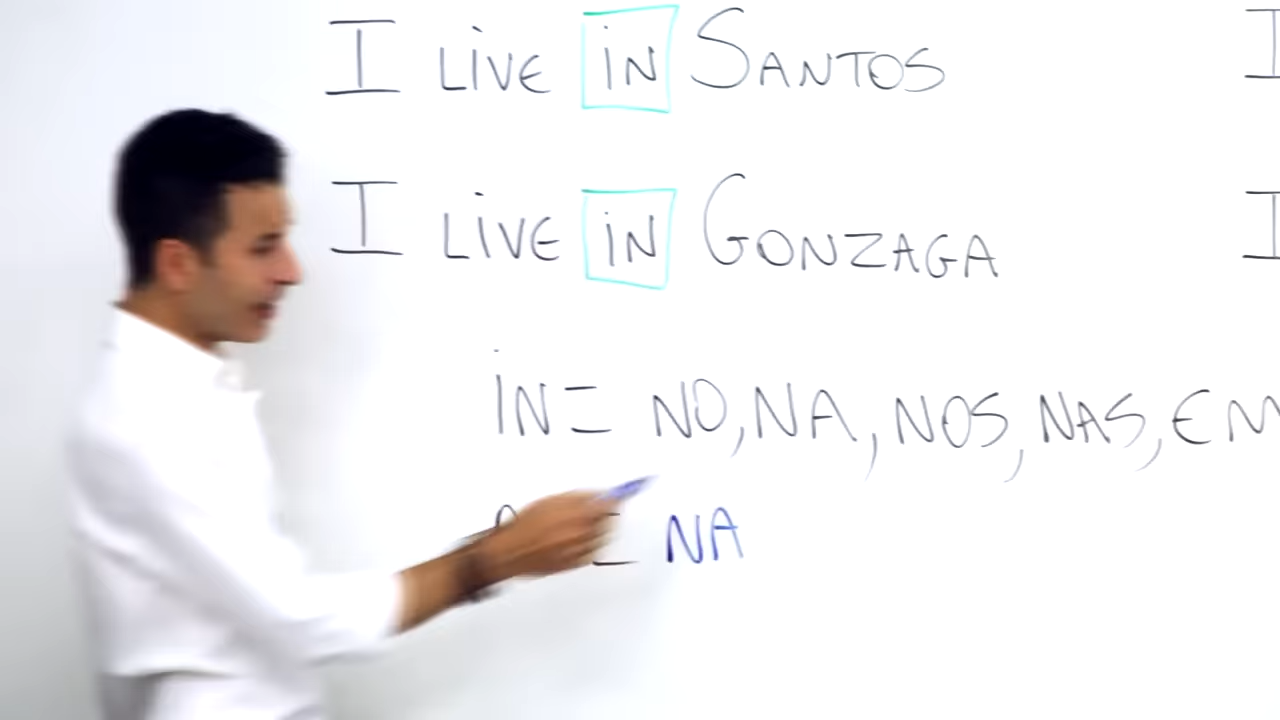 I LIVE IN SANTOS I
I LIVE IN GONZAGA I
IN = NO, NA, NOS, NAS, EM
= NA